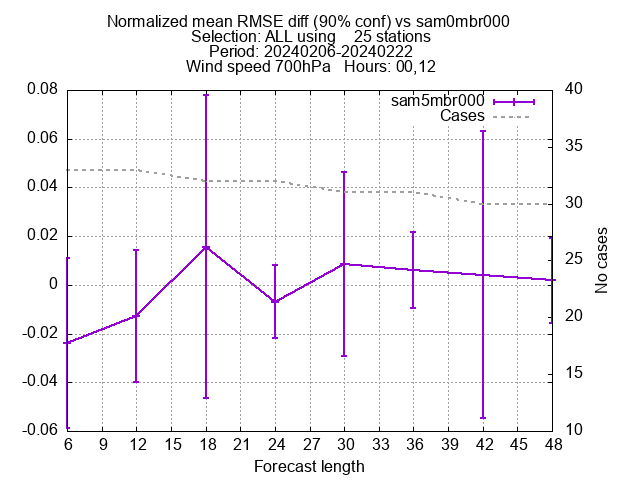 Normalized mean RMSE diff (90% conf) vs sam0mbr000
Selection: ALL using    25 stations
Period: 20240206-20240222
Wind speed 700hPa   Hours: 00,12
sam5mbr000
Cases
0.08
0.06
0.04
0.02
0
-0.02
-0.04
-0.06
40
35
30
25
20
15
10
No cases
6 9 12 15 18 21 24 27 30 33 36 39 42 45 48
Forecast length